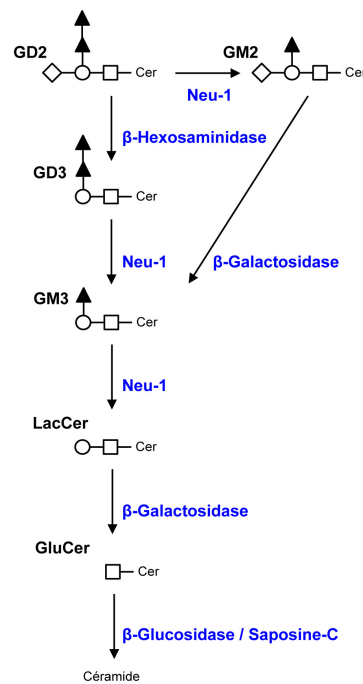 GD2
Cer
Neu-1
GM2
Cer
β-Hexosaminidase
GD3
Cer
Neu-1
β-Galactosidase
GM3
Cer
Neu-1
LacCer
Cer
β-Galactosidase
GluCer
Cer
β-Glucosidase / Saposine-C
Céramide